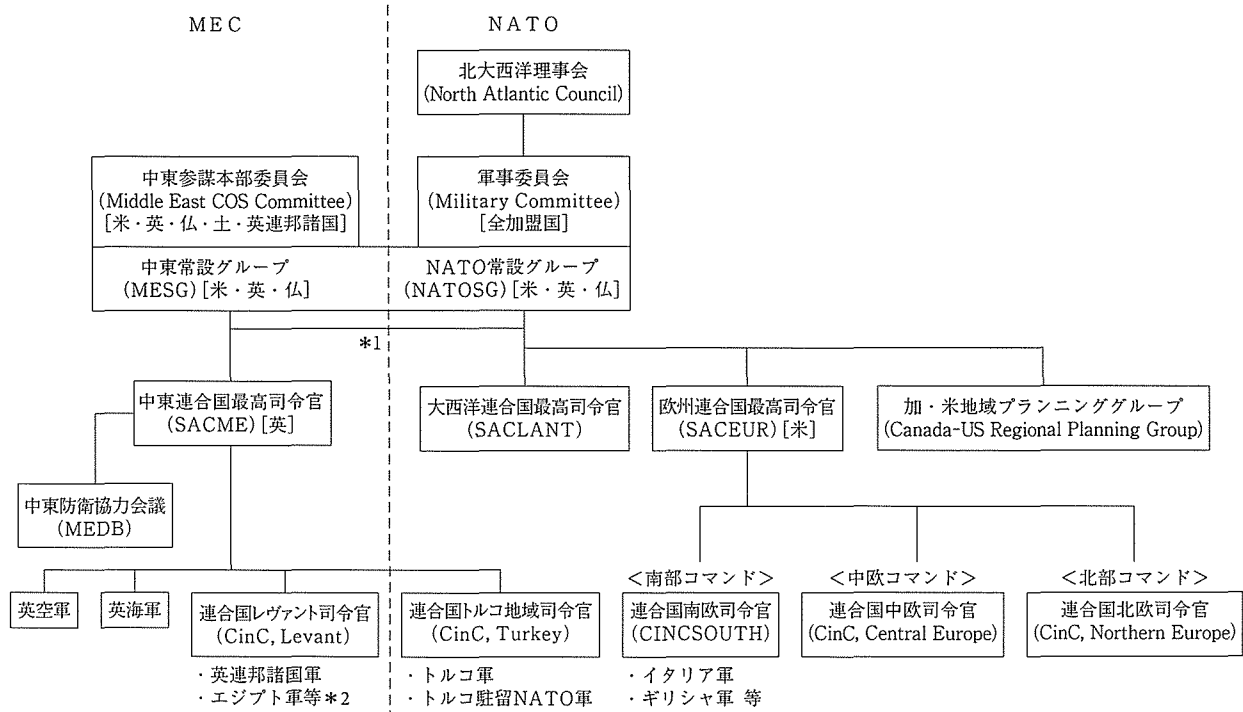 MEC
NATO
北大西洋理事会
(North Atlantic Council)
中東参謀本部委員会
(Middle East COS Committee)
[米・英・仏・土・英連邦諸国]
軍事委員会
(Military Committee)
[全加盟国]
中東常設グループ
(MESG) [米・英・仏]
NATO常設グループ
(NATOSG) [米・英・仏]
*1
中東連合国最高司令官
(SACME) [英]
大西洋連合国最高司令官
(SACLANT)
欧州連合国最高司令官
(SACEUR) [米]
加・米地域プランニンググループ
(Canada-US Regional Planning Group)
中東防衛協力会議
(MEDB)
英空軍
英海軍
連合国レヴァント司令官
(CinC, Levant)
・英連邦諸国軍
・エジプト軍等*2
連合国トルコ地域司令官
(CinC, Turkey)
・トルコ軍
・トルコ駐留NATO軍
<南部コマンド>
連合国南欧司令官
(CINCSOUTH)
・イタリア軍
・ギリシャ軍 等
<中欧コマンド>
連合国中欧司令官
(CinC, Central Europe)
<北部コマンド>
連合国北欧司令官
(CinC, Northern Europe)